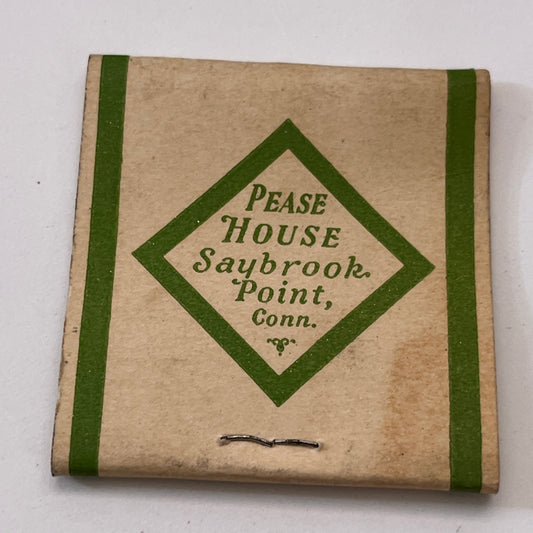 PEASE
HOUSE
Saybrook
Point,
Conn.